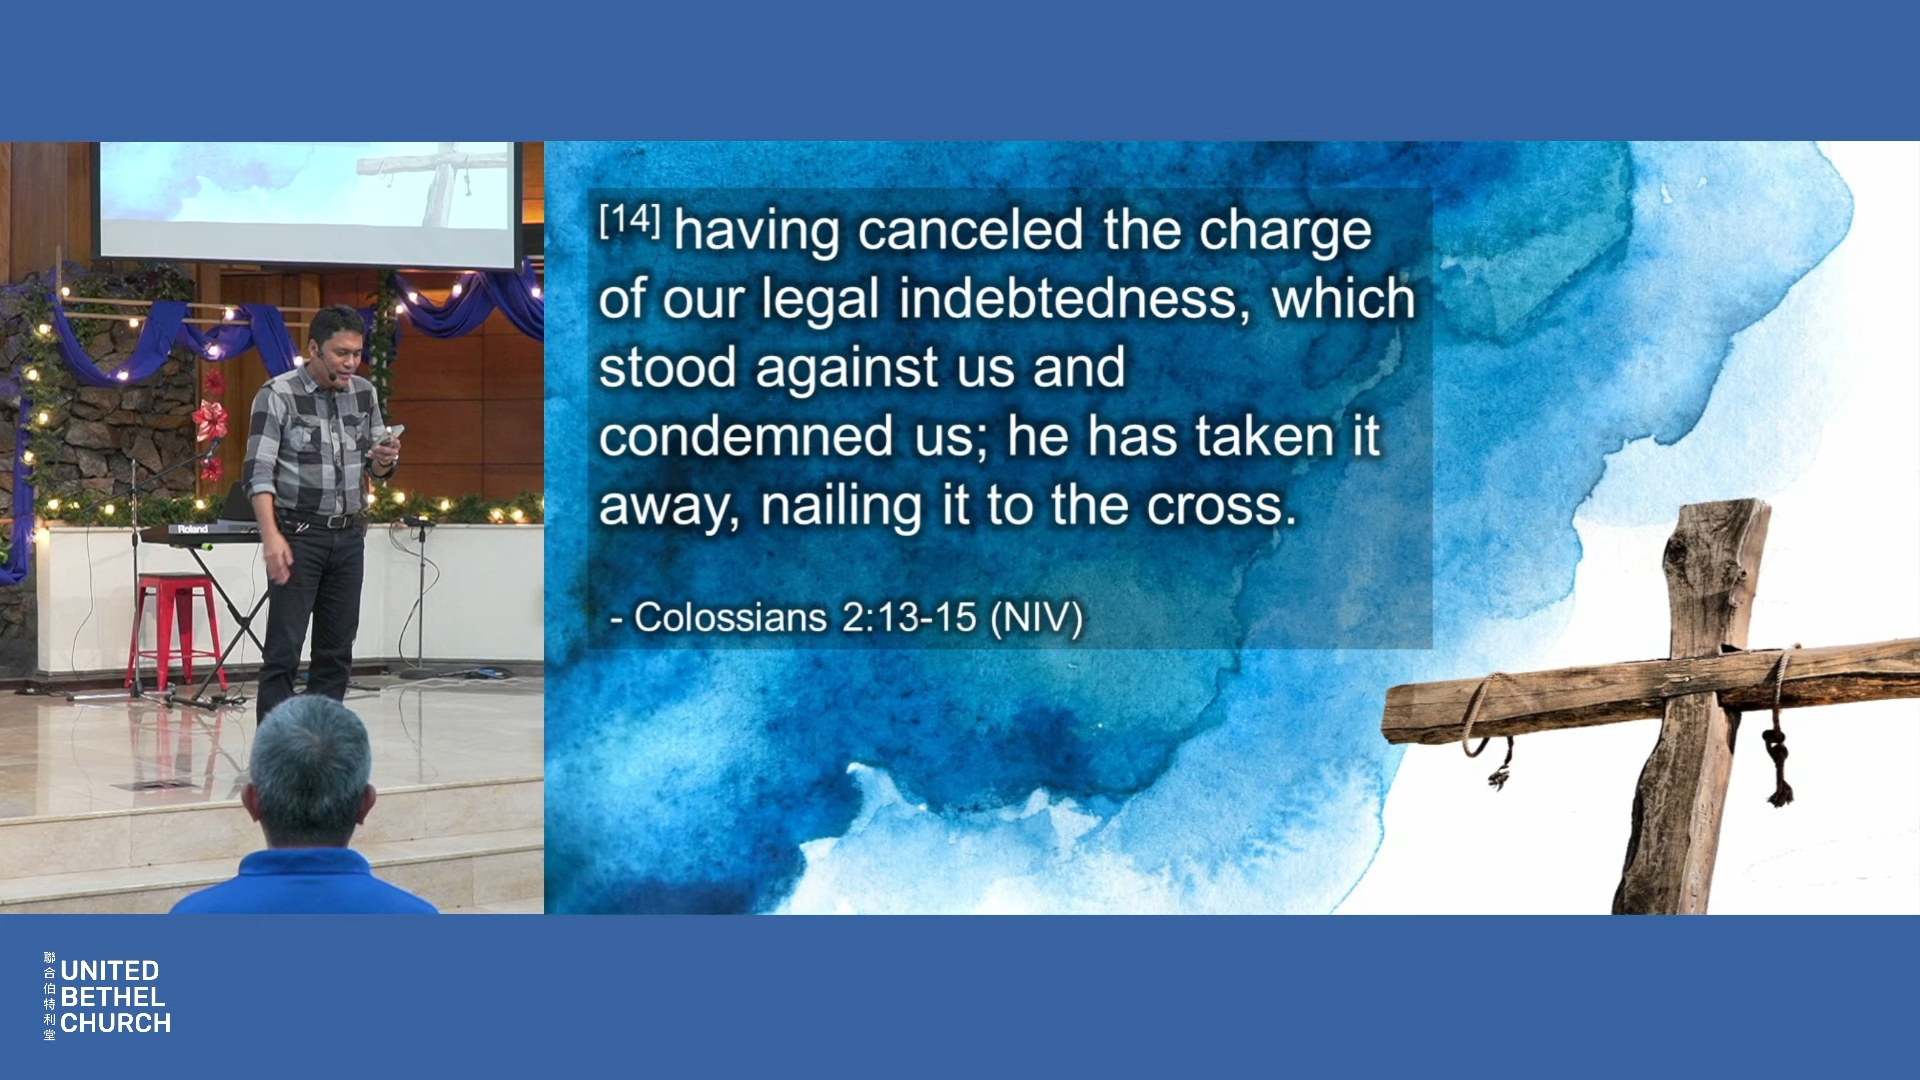 [14] having canceled the charge
of our legal indebtedness, which
stood against us and
condemned us; he has taken it
away, nailing it to the cross.
- Colossians 2:13-15 (NIV)
Roland
聯合伯特利堂
UNITED
BETHEL
CHURCH